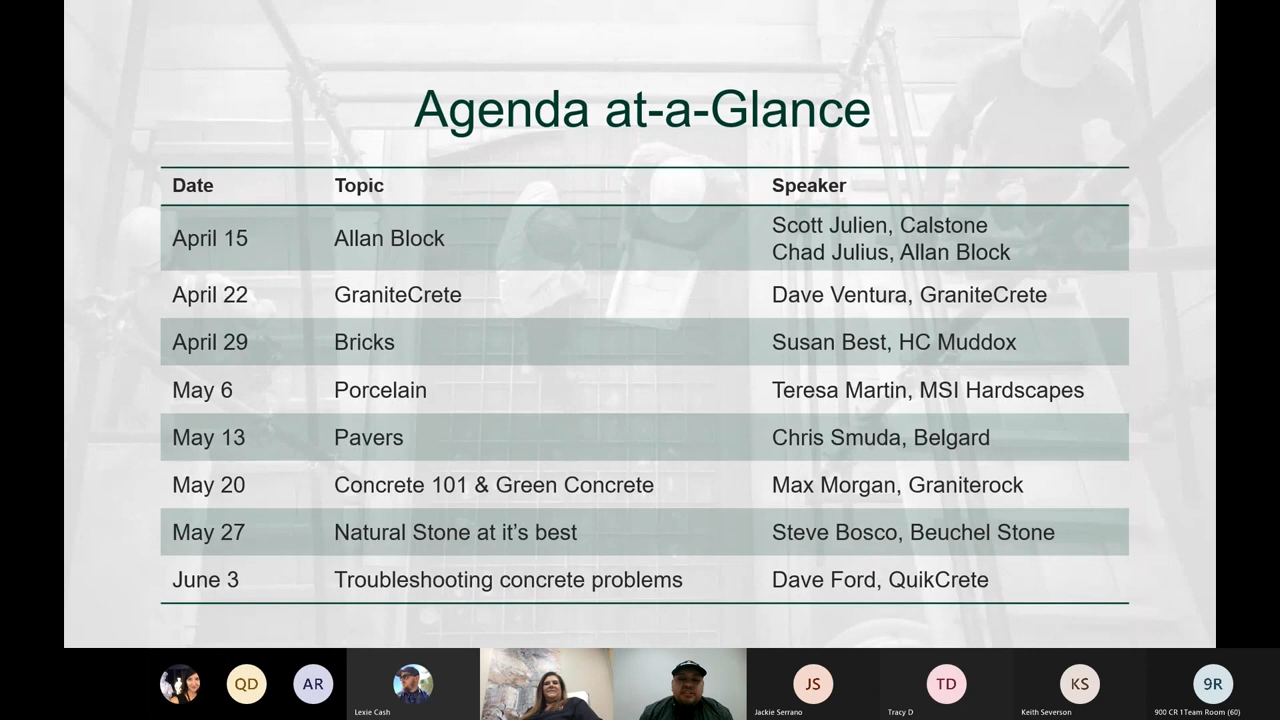 Agenda at-a-Glance
Date Topic Speaker
April 15 Allan Block Scott Julien, Calstone
Chad Julius, Allan Block
April 22 GraniteCrete Dave Ventura, GraniteCrete
April 29 Bricks Susan Best, HC Muddox
May 6 Porcelain Teresa Martin, MSI Hardscapes
May 13 Pavers Chris Smuda, Belgard
May 20 Concrete 101 & Green Concrete Max Morgan, Graniterock
May 27 Natural Stone at it’s best Steve Bosco, Beuchel Stone
June 3 Troubleshooting concrete problems Dave Ford, QuikCrete
QD AR JS TD KS 9R
Lexie Cash Jackie Serrano Tracy D Keith Severson 900 CR 1Team Room (60)